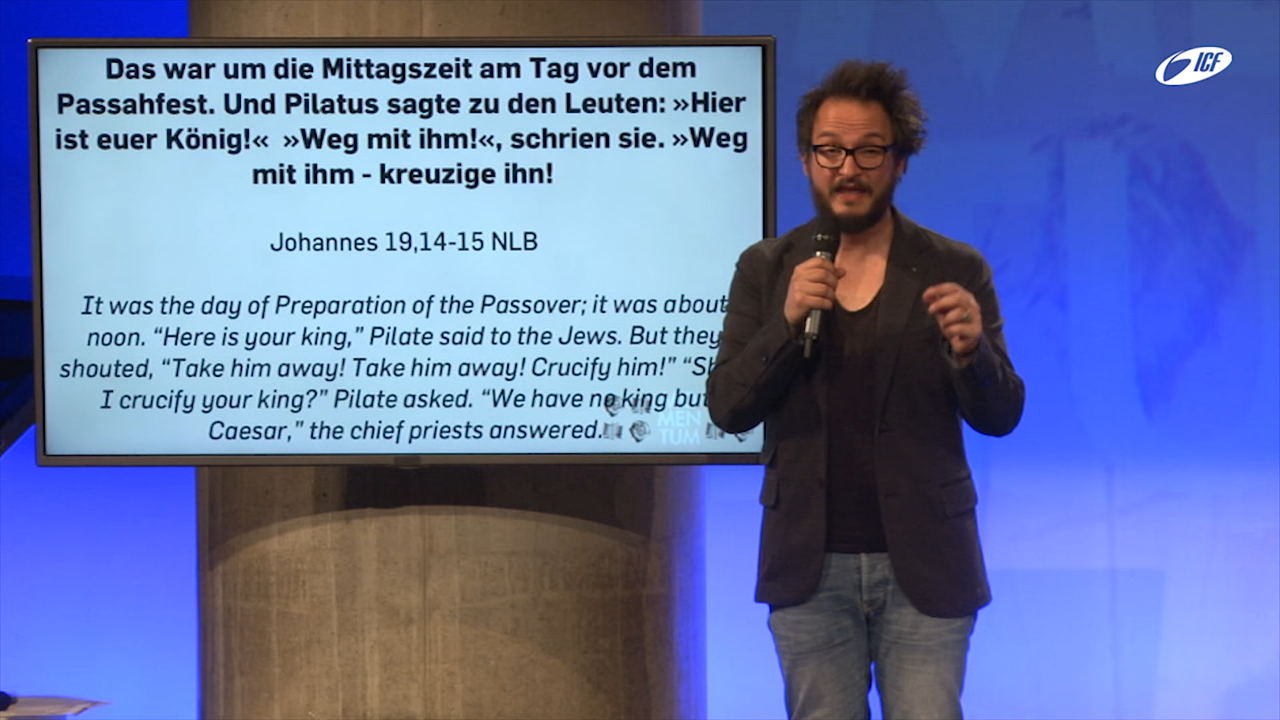 Das war um die Mittagszeit am Tag vor dem
Passahfest. Und Pilatus sagte zu den Leuten: »Hier
ist euer König!« »Weg mit ihm!«, schrien sie. »Weg
mit ihm - kreuzige ihn!
Johannes 19,14-15 NLB
It was the day of Preparation of the Passover; it was about
noon. “Here is your king,” Pilate said to the Jews. But they
shouted, “Take him away! Take him away! Crucify him!”
I crucify your king?” Pilate asked. “We have no king but
Caesar,” the chief priests answered.
MEN
TUM
ICF